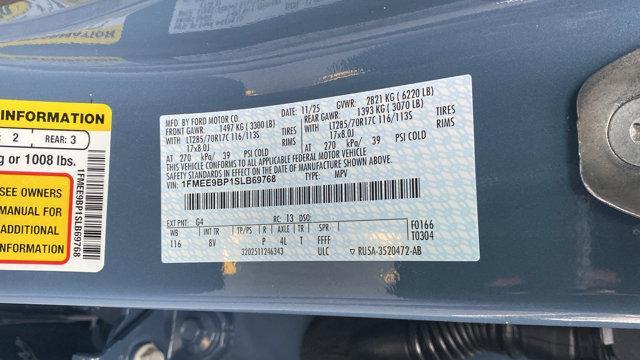 INFORMATION
: 2 REAR: 3
g or 1008 lbs.
SEE OWNERS
MANUAL FOR
ADDITIONAL
INFORMATION
1FMEE9BP1SLB69768
MFD. BY FORD MOTOR CO.
11/25 GVWR: 2821 KG ( 6220 LB)
FRONT GAWR: 1497 KG ( 3300 LB)
REAR GAWR: 1393 KG ( 3070 LB)
WITH LT285/70R17C 116/113S TIRES
WITH LT285/70R17C 116/113S TIRES
17x8.0J RIMS
17x8.0J RIMS
AT 270 kPa/ 39 PSI COLD
AT 270 kPa/ 39 PSI COLD
THIS VEHICLE CONFORMS TO ALL APPLICABLE FEDERAL MOTOR VEHICLE
SAFETY STANDARDS IN EFFECT ON THE DATE OF MANUFACTURE SHOWN ABOVE.
1FMEE9BP1SLB69768 TYPE: MPV
EXT PNT: G4 RC: 13 DSO:
WB INT TR TP/PS R AXLE TR SPR
116 8V P 4L T FFFF
F0166
T0304
3202511246343 ULC ▽ RU5A-3520472-AB